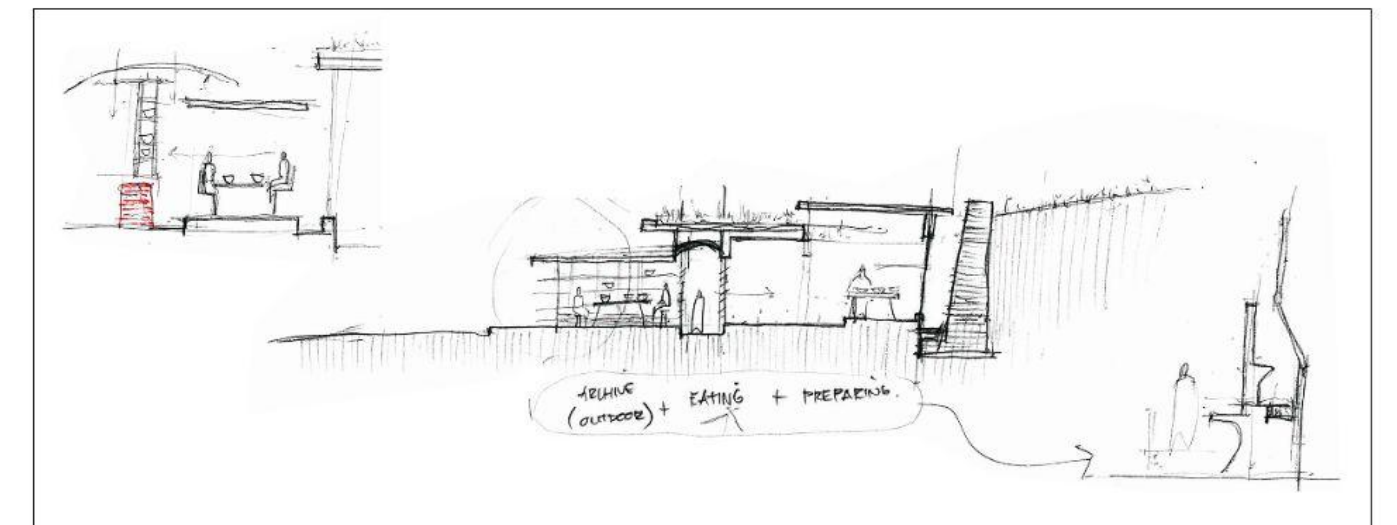 ARCHIVE
(OUTDOOR) + EATING + PREPARING.